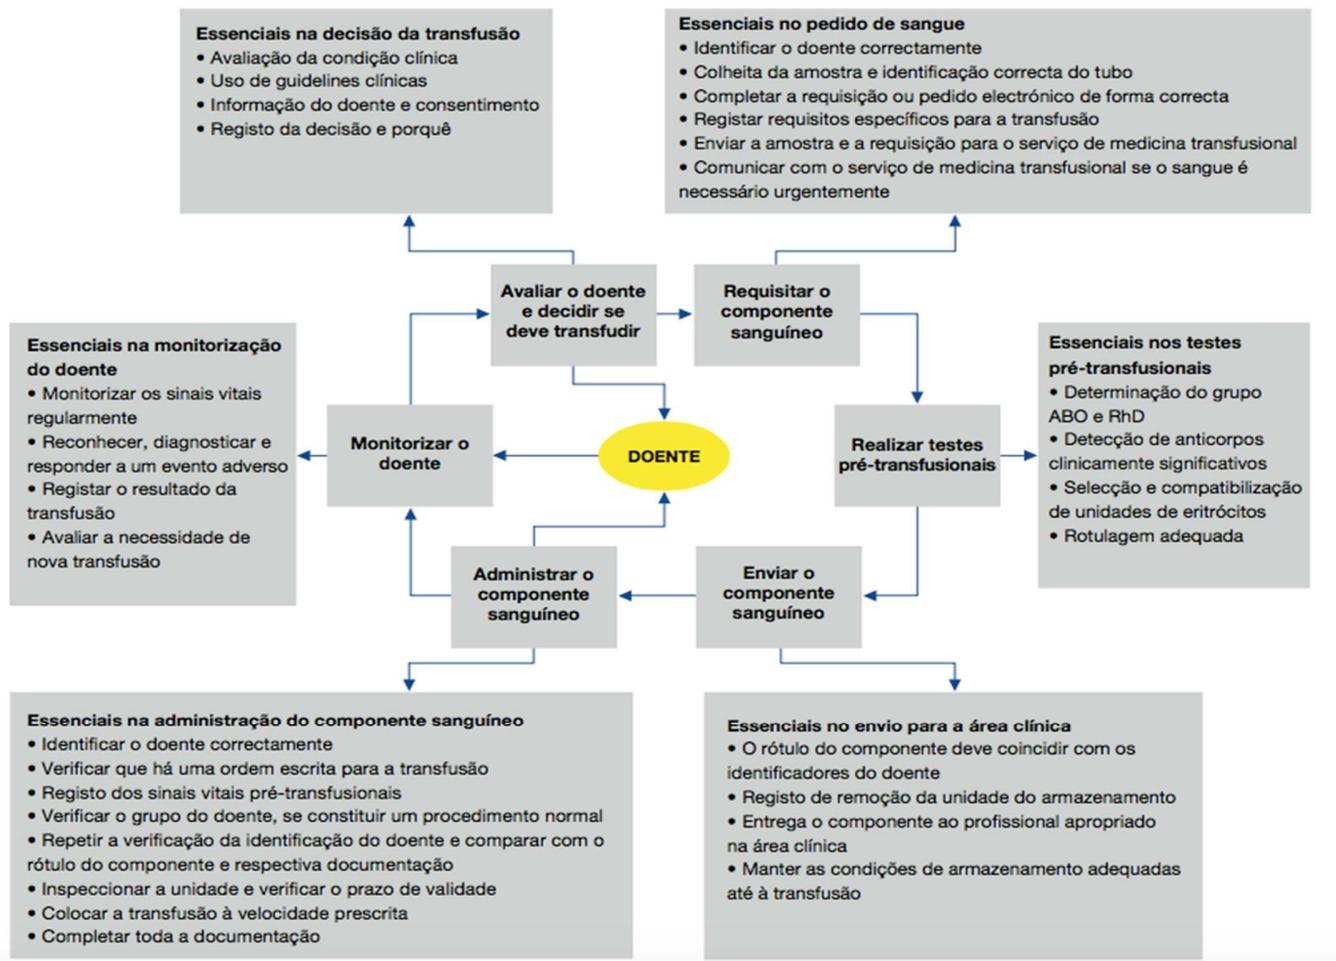 Essenciais na decisão da transfusão
• Avaliação da condição clínica
• Uso de guidelines clínicas
• Informação do doente e consentimento
• Registo da decisão e porquê
Essenciais no pedido de sangue
• Identificar o doente correctamente
• Colheita da amostra e identificação correcta do tubo
• Completar a requisição ou pedido electrónico de forma correcta
• Registar requisitos específicos para a transfusão
• Enviar a amostra e a requisição para o serviço de medicina transfusional
• Comunicar com o serviço de medicina transfusional se o sangue é
necessário urgentemente
Avaliar o doente
e decidir se
deve transfudir
Requisitar o
componente
sanguíneo
Essenciais na monitorização
do doente
• Monitorizar os sinais vitais
regularmente
• Reconhecer, diagnosticar e
responder a um evento adverso
• Registar o resultado da
transfusão
• Avaliar a necessidade de
nova transfusão
Monitorizar o
doente
DOENTE
Realizar testes
pré-transfusionais
Essenciais nos testes
pré-transfusionais
• Determinação do grupo
ABO e RhD
• Detecção de anticorpos
clinicamente significativos
• Selecção e compatibilização
de unidades de eritrócitos
• Rotulagem adequada
Administrar o
componente
sanguíneo
Enviar o
componente
sanguíneo
Essenciais na administração do componente sanguíneo
• Identificar o doente correctamente
• Verificar que há uma ordem escrita para a transfusão
• Registo dos sinais vitais pré-transfusionais
• Verificar o grupo do doente, se constituir um procedimento normal
• Repetir a verificação da identificação do doente e comparar com o
rótulo do componente e respectiva documentação
• Inspeccionar a unidade e verificar o prazo de validade
• Colocar a transfusão à velocidade prescrita
• Completar toda a documentação
Essenciais no envio para a área clínica
• O rótulo do componente deve coincidir com os
identificadores do doente
• Registo de remoção da unidade do armazenamento
• Entrega o componente ao profissional apropriado
na área clínica
• Manter as condições de armazenamento adequadas
até à transfusão